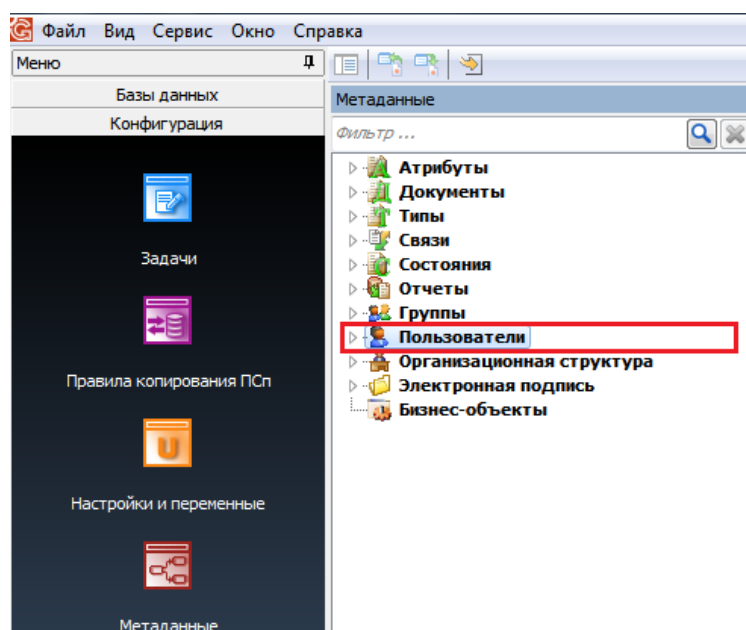 Файл Вид Сервис Окно Справка
Меню
Базы данных
Конфигурация
Задачи
Правила копирования ПСп
Настройки и переменные
Метаданные
Метаданные
Фильтр ...
Атрибуты
Документы
Типы
Связи
Состояния
Отчеты
Группы
Пользователи
Организационная структура
Электронная подпись
Бизнес-объекты